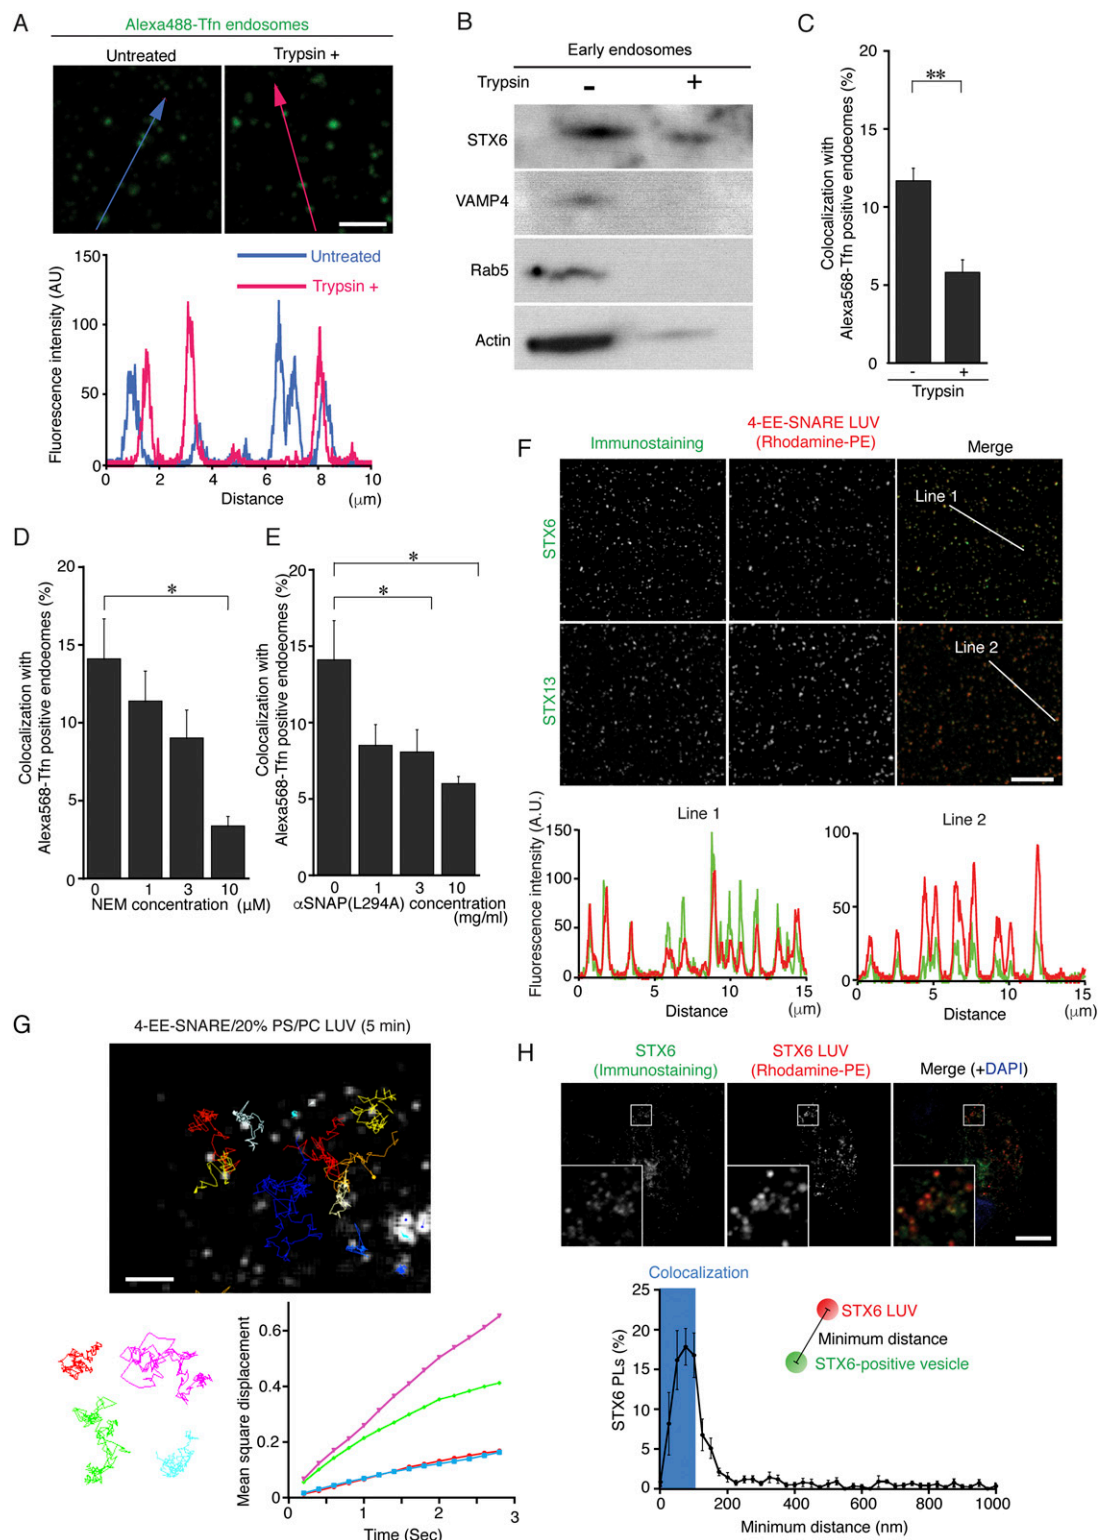 A
Alexa488-Tfn endosomes
Untreated
Trypsin +
150
100
50
0
Fluorescence intensity (AU)
Untreated
Trypsin +
0 2 4 6 8 10
Distance (μm)
B
Early endosomes
Trypsin - +
STX6
VAMP4
Rab5
Actin
C
20
15
10
5
0
Colocalization with
Alexa568-Tfn positive endoeomes (%)
**
- +
Trypsin
D
20
15
10
5
0
Colocalization with
Alexa568-Tfn positive endoeomes (%)
*
0 1 3 10
NEM concentration (μM)
E
20
15
10
5
0
Colocalization with
Alexa568-Tfn positive endoeomes (%)
*
*
0 1 3 10
αSNAP(L294A) concentration
(mg/ml)
F
Immunostaining
4-EE-SNARE LUV
(Rhodamine-PE)
Merge
STX6
Line 1
STX13
Line 2
Line 1
Fluorescence intensity (A.U.)
150
100
50
0
0 5 10 15
Distance (μm)
Line 2
100
50
0
5 10 15
Distance (μm)
G
4-EE-SNARE/20% PS/PC LUV (5 min)
Mean square displacement
0.6
0.4
0.2
0
0 1 2 3
Time (Sec)
H
STX6
(Immunostaining)
STX6 LUV
(Rhodamine-PE)
Merge (+DAPI)
Colocalization
25
20
15
10
5
0
STX6 PLs (%)
STX6 LUV
Minimum distance
STX6-positive vesicle
0 200 400 600 800 1000
Minimum distance (nm)